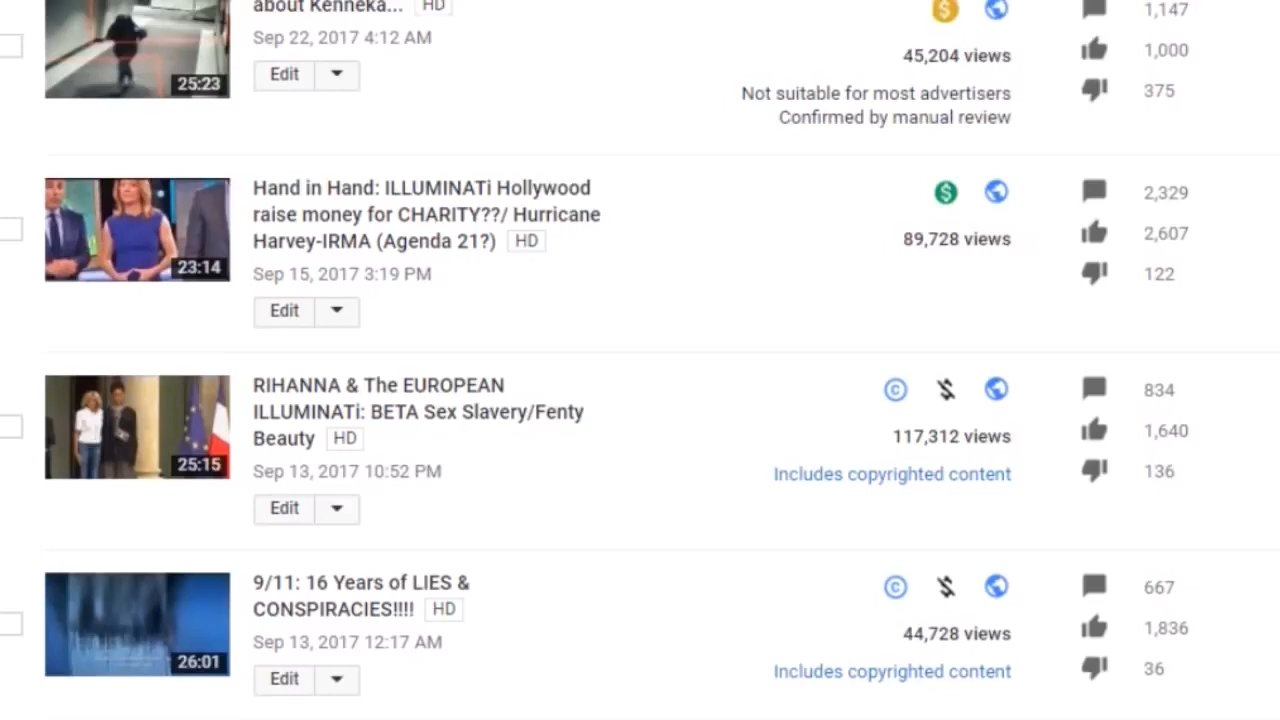 about Kenneka... HD
Sep 22, 2017 4:12 AM
Edit
25:23
$
45,204 views
Not suitable for most advertisers
Confirmed by manual review
1,147
1,000
375
Hand in Hand: ILLUMINATi Hollywood
raise money for CHARITY??/ Hurricane
Harvey-IRMA (Agenda 21?) HD
Sep 15, 2017 3:19 PM
Edit
23:14
$
89,728 views
2,329
2,607
122
RIHANNA & The EUROPEAN
ILLUMINATi: BETA Sex Slavery/Fenty
Beauty HD
Sep 13, 2017 10:52 PM
Edit
25:15
© $
117,312 views
Includes copyrighted content
834
1,640
136
9/11: 16 Years of LIES &
CONSPIRACIES!!!! HD
Sep 13, 2017 12:17 AM
Edit
26:01
© $
44,728 views
Includes copyrighted content
667
1,836
36